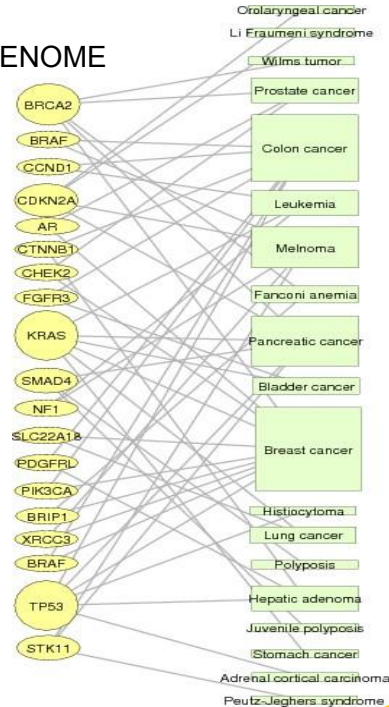 ENOME
BRCA2
BRAF
CCND1
CDKN2A
AR
CTNNB1
CHEK2
FGFR3
KRAS
SMAD4
NF1
SLC22A18
PDGFRL
PIK3CA
BRIP1
XRCC3
BRAF
TP53
STK11
Orolaryngeal cancer
Li Fraumeni syndrome
Wilms tumor
Prostate cancer
Colon cancer
Leukemia
Melnoma
Fanconi anemia
Pancreatic cancer
Bladder cancer
Breast cancer
Histiocytoma
Lung cancer
Polyposis
Hepatic adenoma
Juvenile polyposis
Stomach cancer
Adrenal cortical carcinoma
Peutz-Jeghers syndrome